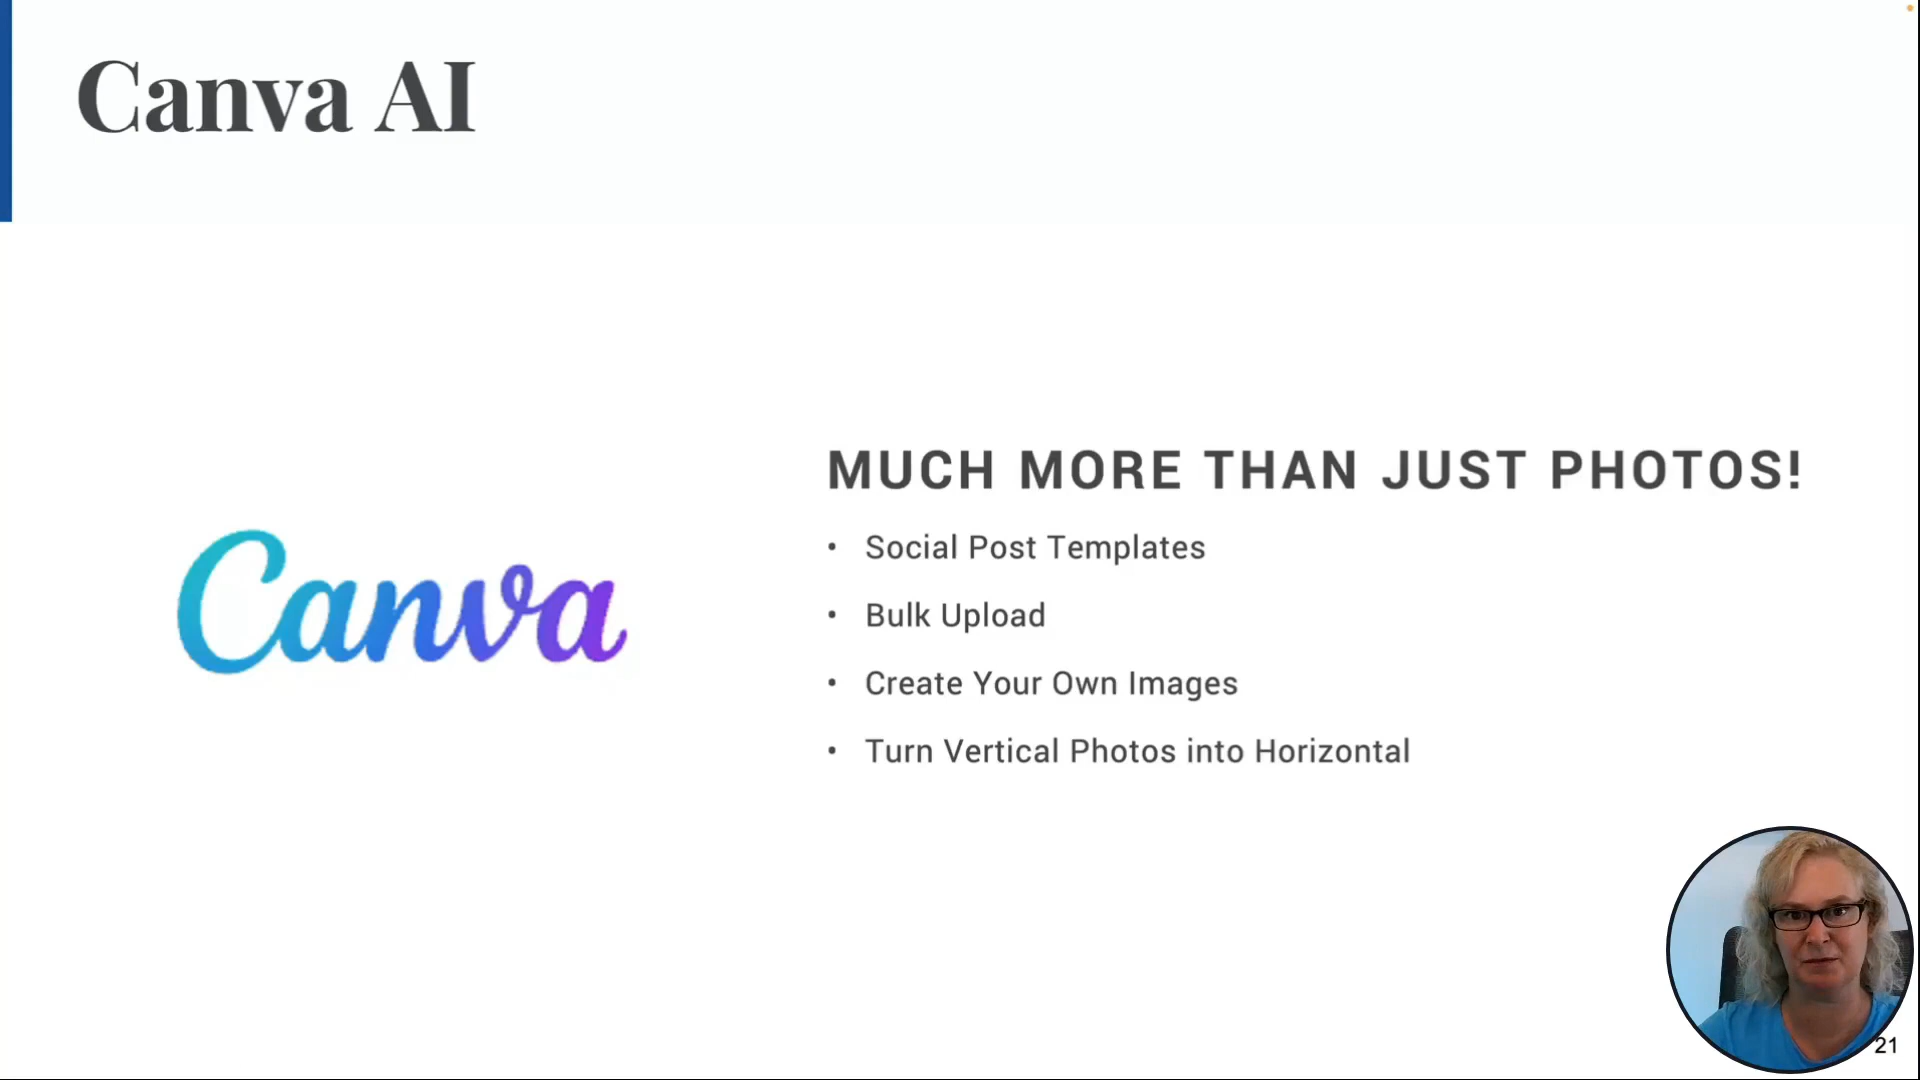 Canva AI
Canva
MUCH MORE THAN JUST PHOTOS!
• Social Post Templates
• Bulk Upload
• Create Your Own Images
• Turn Vertical Photos into Horizontal
21